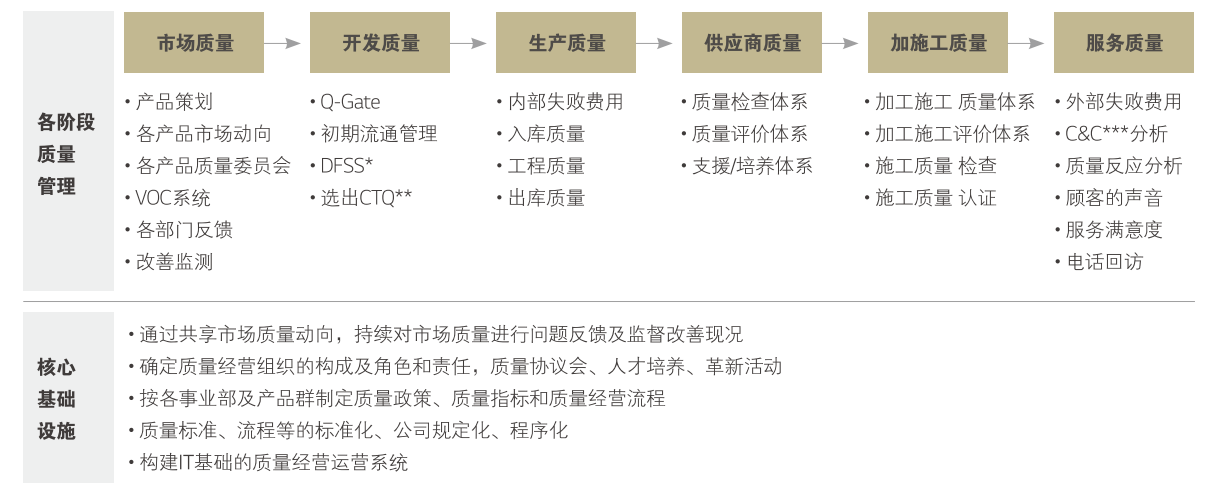 各阶段
质量
管理
市场质量
• 产品策划
• 各产品市场动向
• 各产品质量委员会
• VOC系统
• 各部门反馈
• 改善监测
开发质量
• Q-Gate
• 初期流通管理
• DFSS*
• 选出CTQ**
生产质量
• 内部失败费用
• 入库质量
• 工程质量
• 出库质量
供应商质量
• 质量检查体系
• 质量评价体系
• 支援/培养体系
加施工质量
• 加工施工 质量体系
• 加工施工评价体系
• 施工质量 检查
• 施工质量 认证
服务质量
• 外部失败费用
• C&C***分析
• 质量反应分析
• 顾客的声音
• 服务满意度
• 电话回访
核心
基础
设施
• 通过共享市场质量动向，持续对市场质量进行问题反馈及监督改善现况
• 确定质量经营组织的构成及角色和责任，质量协议会、人才培养、革新活动
• 按各事业部及产品群制定质量政策、质量指标和质量经营流程
• 质量标准、流程等的标准化、公司规定化、程序化
• 构建IT基础的质量经营运营系统